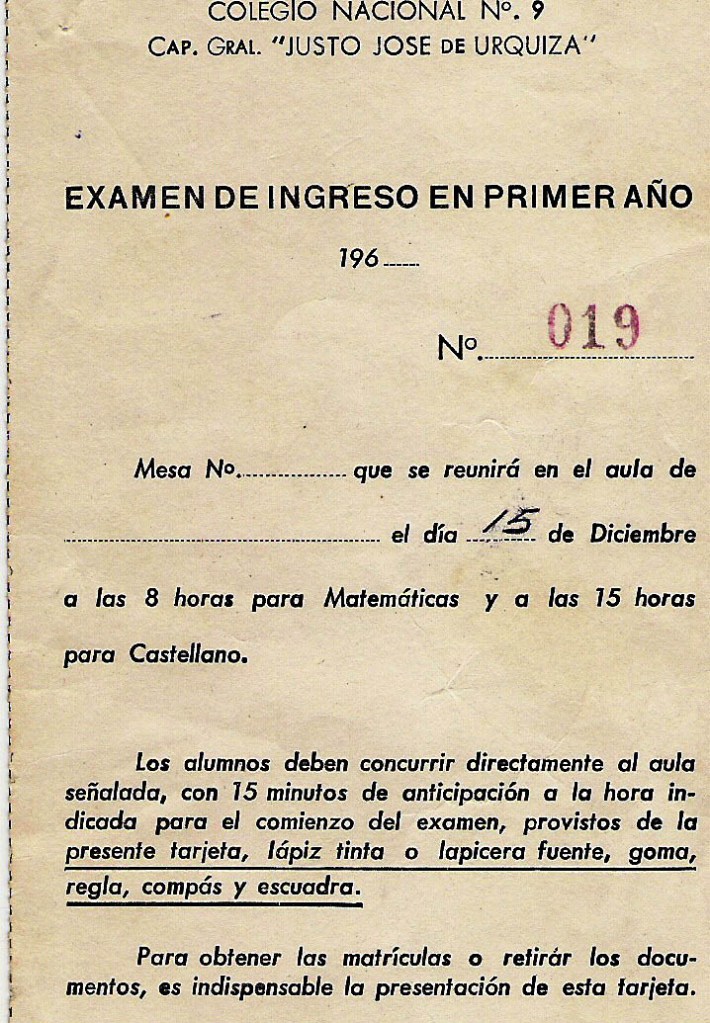 COLEGIO NACIONAL Nº. 9
CAP. GRAL. "JUSTO JOSE DE URQUIZA"
EXAMEN DE INGRESO EN PRIMER AÑO
196......
Nº. 019
Mesa Nº................ que se reunirá en el aula de
................................................ el día 15 de Diciembre
a las 8 horas para Matemáticas y a las 15 horas
para Castellano.
Los alumnos deben concurrir directamente al aula
señalada, con 15 minutos de anticipación a la hora in-
dicada para el comienzo del examen, provistos de la
presente tarjeta, lápiz tinta o lapicera fuente, goma,
regla, compás y escuadra.
Para obtener las matrículas o retirár los docu-
mentos, es indispensable la presentación de esta tarjeta.